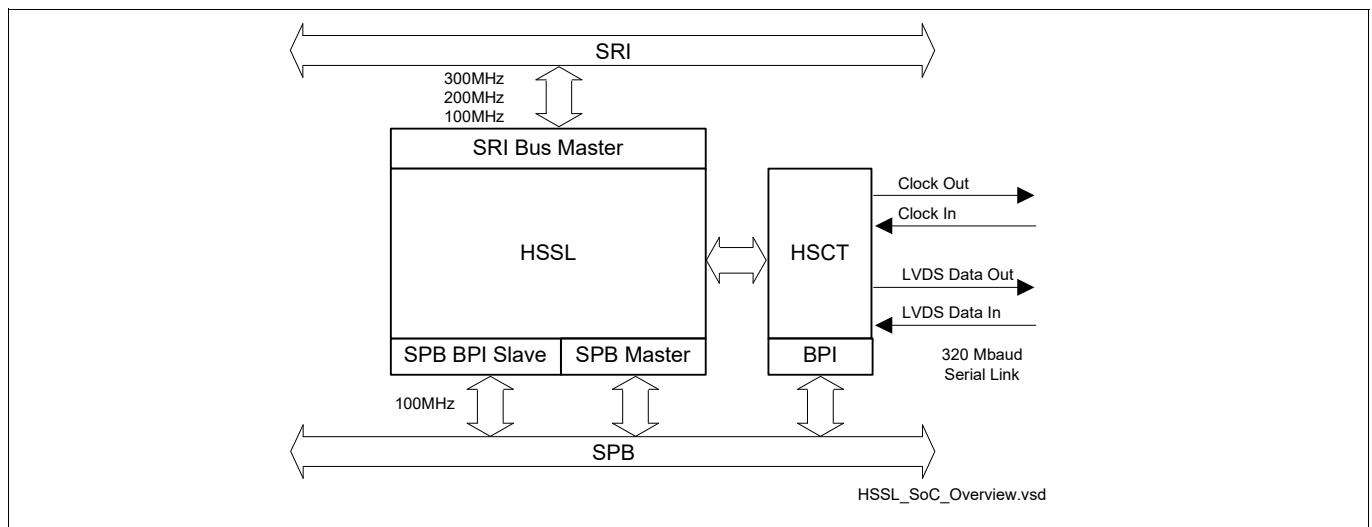 SRI
300MHz
200MHz
100MHz
SRI Bus Master
HSSL
HSCT
Clock Out
Clock In
LVDS Data Out
LVDS Data In
SPB BPI Slave
SPB Master
BPI
320 Mbaud
Serial Link
100MHz
SPB
HSSL_SoC_Overview.vsd